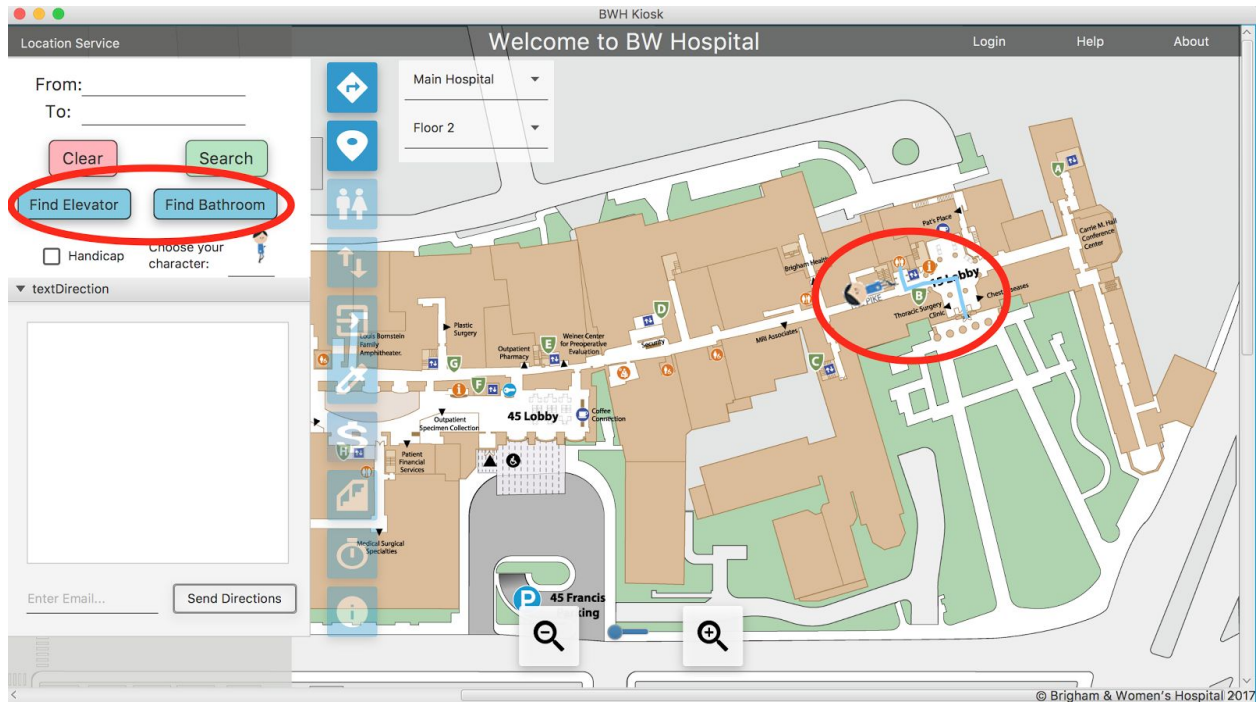 BWH Kiosk
Location Service
Welcome to BW Hospital
Login
Help
About
From:
To:
Clear
Search
Find Elevator
Find Bathroom
Handicap
Choose your
character:
textDirection
Enter Email...
Send Directions
Main Hospital
Floor 2
A
Carrie M. Hall
Conference
Center
Pat's Place
Brigham Health
45 Lobby
B
PIKE
Chest Diseases
Thoracic Surgery
Clinic
MRI Associates
C
D
Security
Plastic
Surgery
Louis Bornstein
Family
Amphitheater.
Outpatient
Pharmacy
E
Weiner Center
for Preoperative
Evaluation
G
F
45 Lobby
Coffee
Connection
Outpatient
Specimen Collection
H
Patient
Financial
Services
Medical Surgical
Specialties
P
45 Francis
© Brigham & Women's Hospital 2017